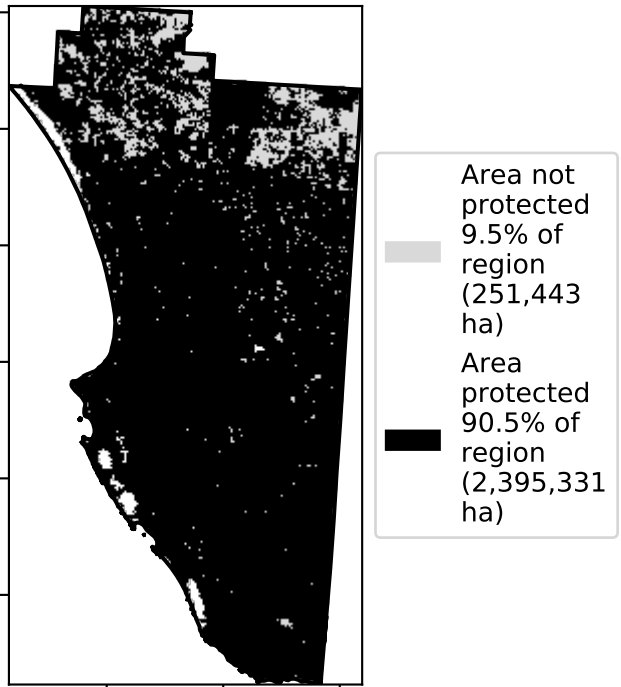 Area not
protected
9.5% of
region
(251,443
ha)
Area
protected
90.5% of
region
(2,395,331
ha)